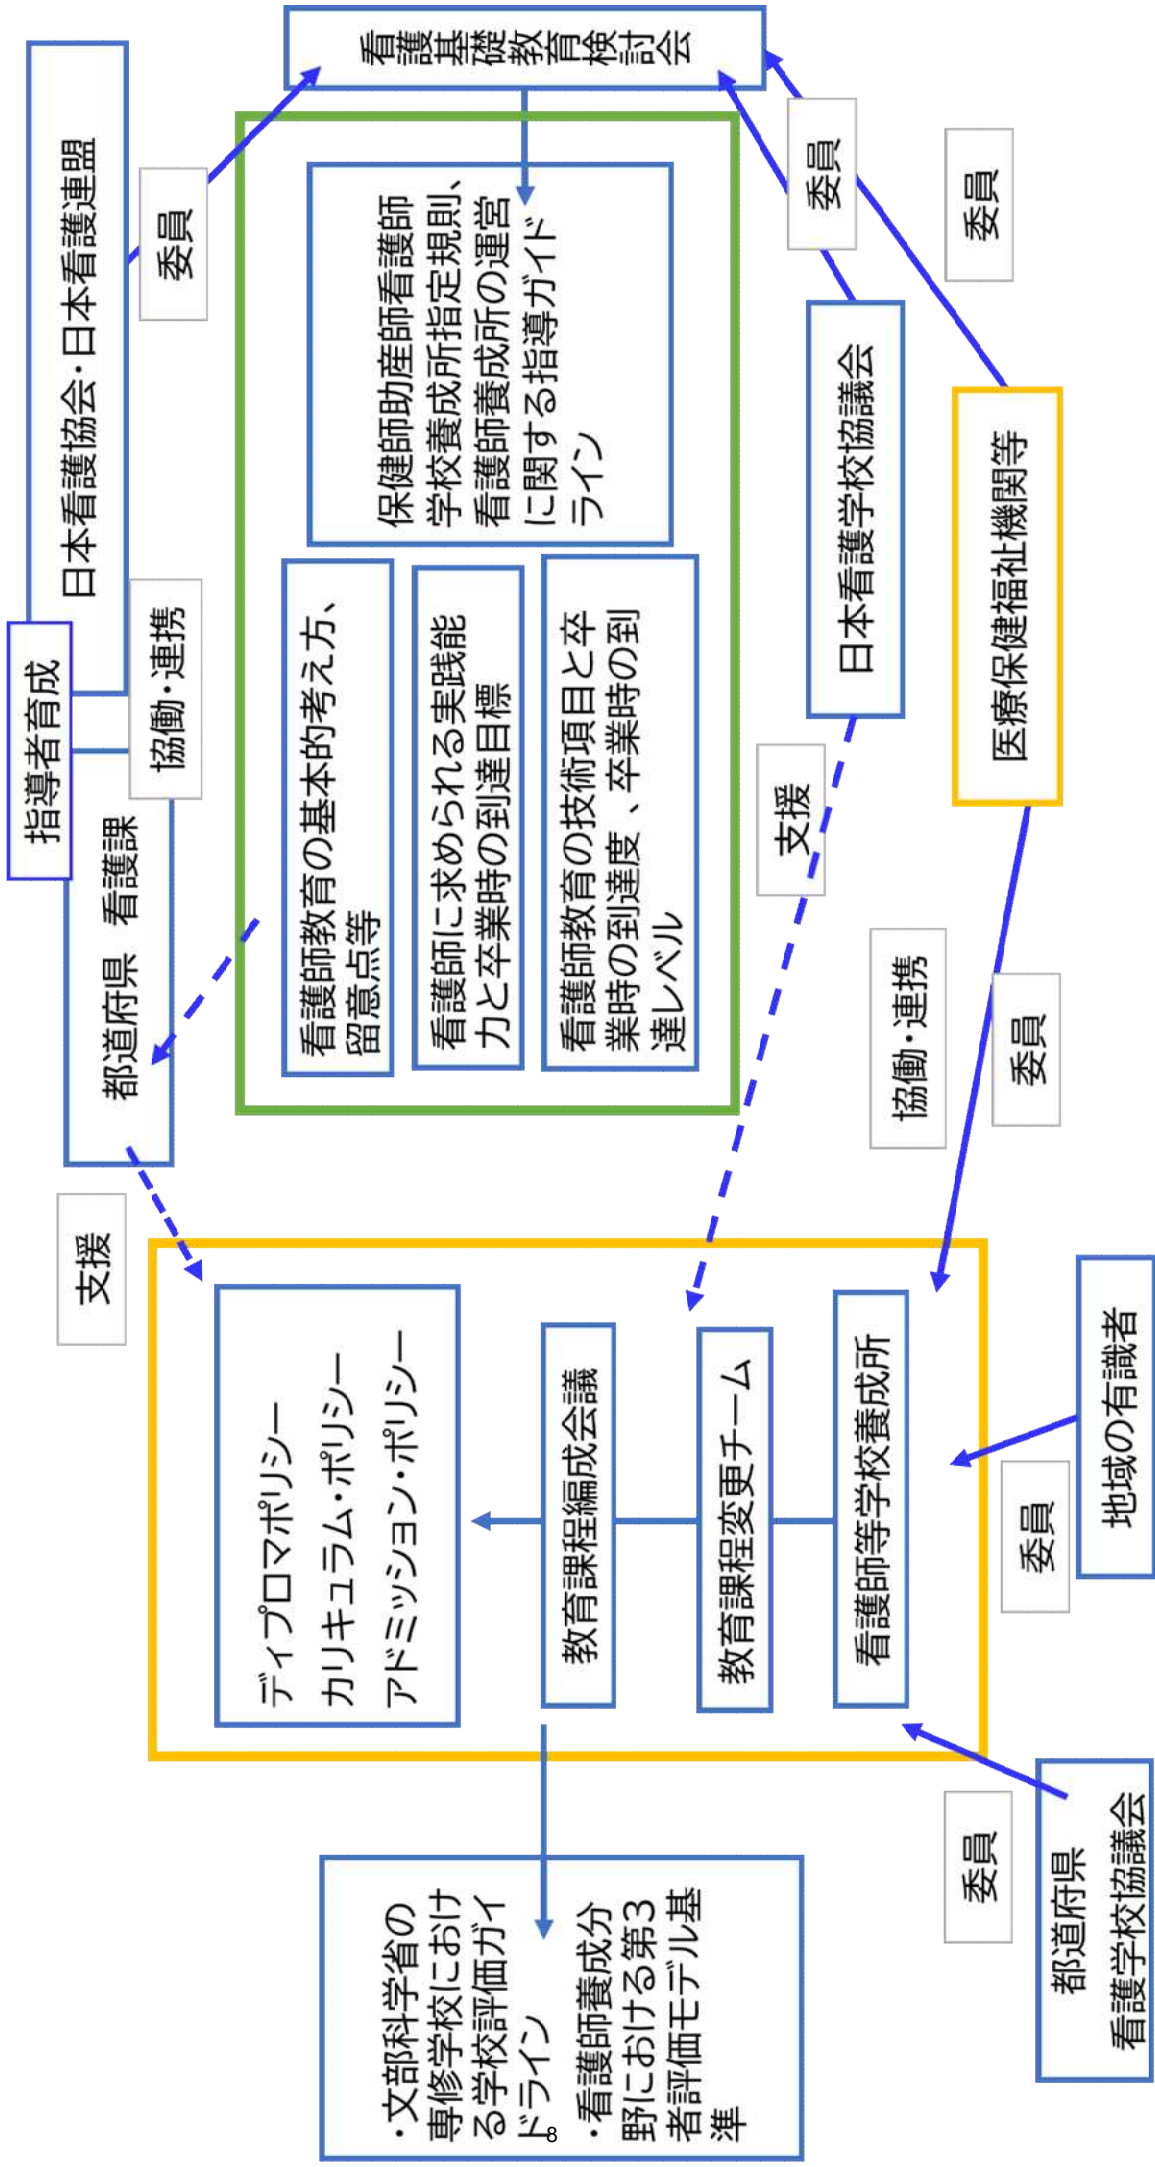 指導者育成
日本看護協会・日本看護連盟
都道府県　看護課
協働・連携
委員
看護基礎教育検討会
支援
保健師助産師看護師
学校養成所指定規則、
看護師養成所の運営
に関する指導ガイド
ライン
看護師教育の基本的考え方、
留意点等
看護師に求められる実践能
力と卒業時の到達目標
看護師教育の技術項目と卒
業時の到達度 、卒業時の到
達レベル
ディプロマポリシー
カリキュラム・ポリシー
アドミッション・ポリシー
教育課程編成会議
教育課程変更チーム
看護師等学校養成所
・文部科学省の
専修学校におけ
る学校評価ガイ
ドライン
・看護師養成分
野における第3
者評価モデル基
準
支援
委員
日本看護学校協議会
委員
協働・連携
医療保健福祉機関等
委員
委員
地域の有識者
委員
都道府県
看護学校協議会
8